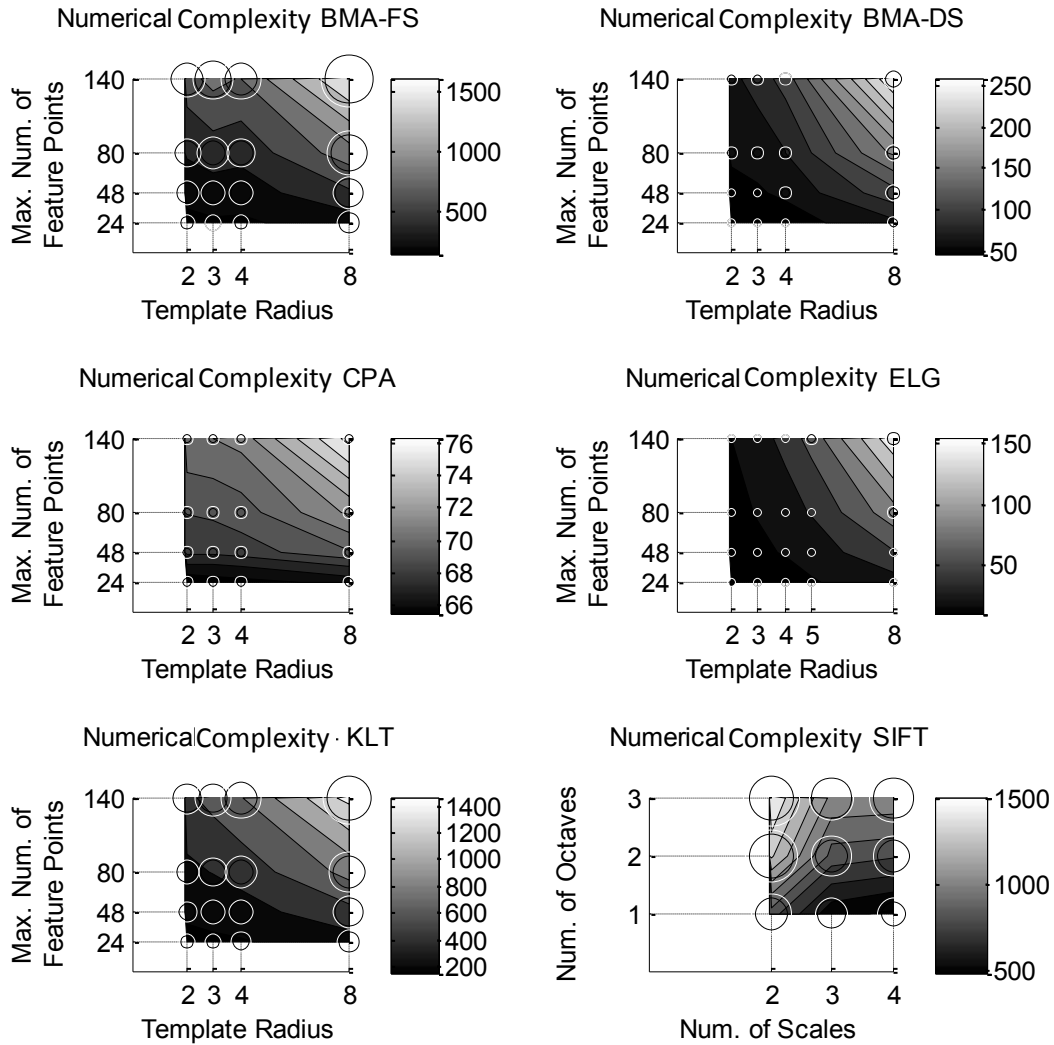 Numerical Complexity BMA-FS
Max. Num. of
Feature Points
140
80
48
24
2 3 4 8
Template Radius
1500
1000
500
Numerical Complexity BMA-DS
Max. Num. of
Feature Points
140
80
48
24
2 3 4 8
Template Radius
250
200
150
100
50
Numerical Complexity CPA
Max. Num. of
Feature Points
140
80
48
24
2 3 4 8
Template Radius
76
74
72
70
68
66
Numerical Complexity ELG
Max. Num. of
Feature Points
140
80
48
24
2 3 4 5 8
Template Radius
150
100
50
Numerical Complexity · KLT
Max. Num. of
Feature Points
140
80
48
24
2 3 4 8
Template Radius
1400
1200
1000
800
600
400
200
Numerical Complexity SIFT
Num. of Octaves
3
2
1
2 3 4
Num. of Scales
1500
1000
500